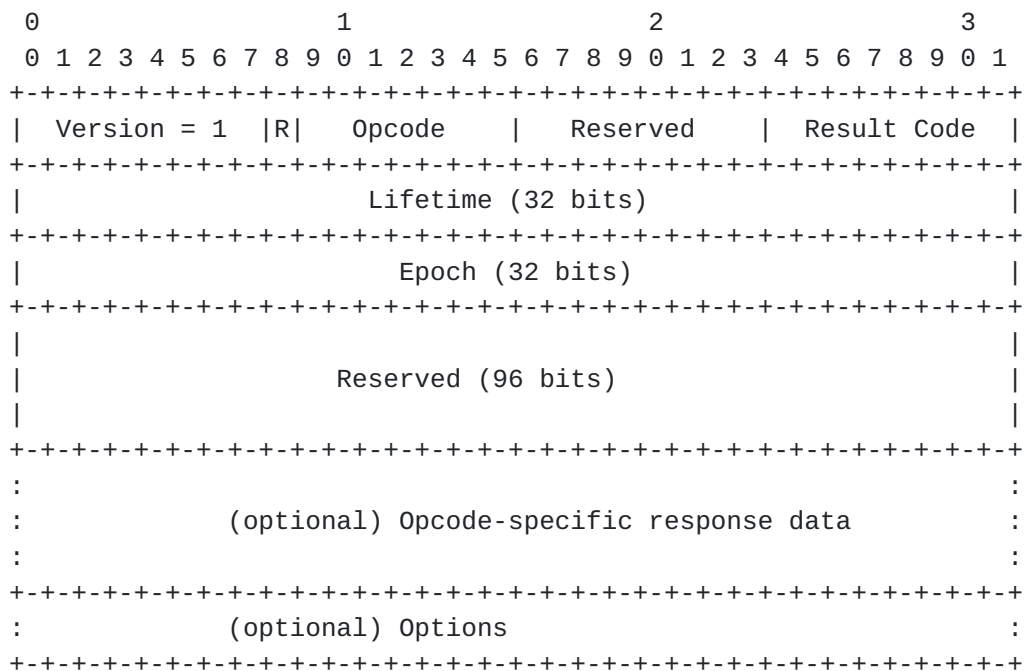 0                   1                   2                   3
 0 1 2 3 4 5 6 7 8 9 0 1 2 3 4 5 6 7 8 9 0 1 2 3 4 5 6 7 8 9 0 1
+-+-+-+-+-+-+-+-+-+-+-+-+-+-+-+-+-+-+-+-+-+-+-+-+-+-+-+-+-+-+-+-+
|  Version = 1  |R|   Opcode    |   Reserved    |  Result Code  |
+-+-+-+-+-+-+-+-+-+-+-+-+-+-+-+-+-+-+-+-+-+-+-+-+-+-+-+-+-+-+-+-+
|                      Lifetime (32 bits)                       |
+-+-+-+-+-+-+-+-+-+-+-+-+-+-+-+-+-+-+-+-+-+-+-+-+-+-+-+-+-+-+-+-+
|                        Epoch (32 bits)                        |
+-+-+-+-+-+-+-+-+-+-+-+-+-+-+-+-+-+-+-+-+-+-+-+-+-+-+-+-+-+-+-+-+
|                                                               |
|                    Reserved (96 bits)                         |
|                                                               |
+-+-+-+-+-+-+-+-+-+-+-+-+-+-+-+-+-+-+-+-+-+-+-+-+-+-+-+-+-+-+-+-+
:                                                               :
:             (optional) Opcode-specific response data          :
:                                                               :
+-+-+-+-+-+-+-+-+-+-+-+-+-+-+-+-+-+-+-+-+-+-+-+-+-+-+-+-+-+-+-+-+
:             (optional) Options                                :
+-+-+-+-+-+-+-+-+-+-+-+-+-+-+-+-+-+-+-+-+-+-+-+-+-+-+-+-+-+-+-+-+